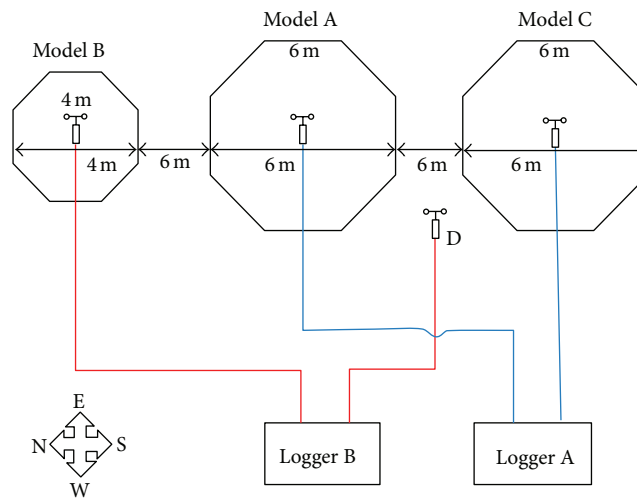 Model A
Model C
Model B
6 m
6 m
4 m
4 m
6 m
6 m
6 m
6 m
D
E
N
S
W
Logger B
Logger A